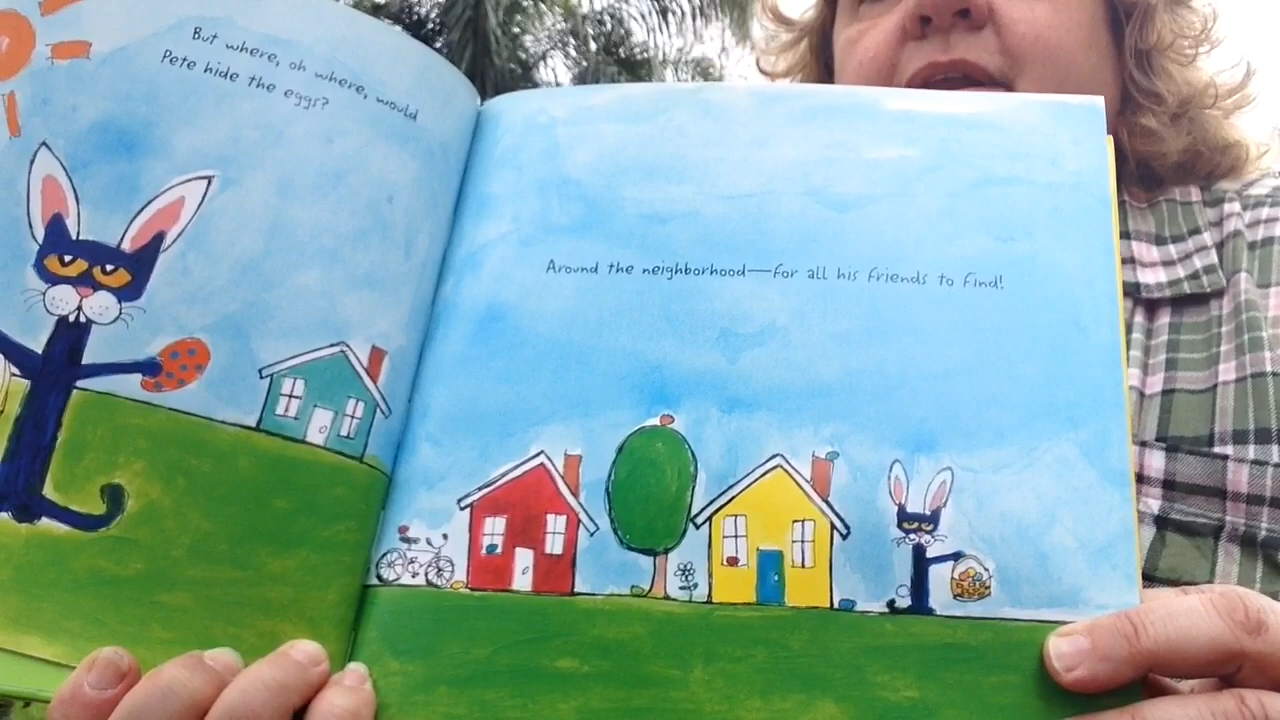 But where, oh where, would
Pete hide the eggs?
Around the neighborhood—for all his friends to find!